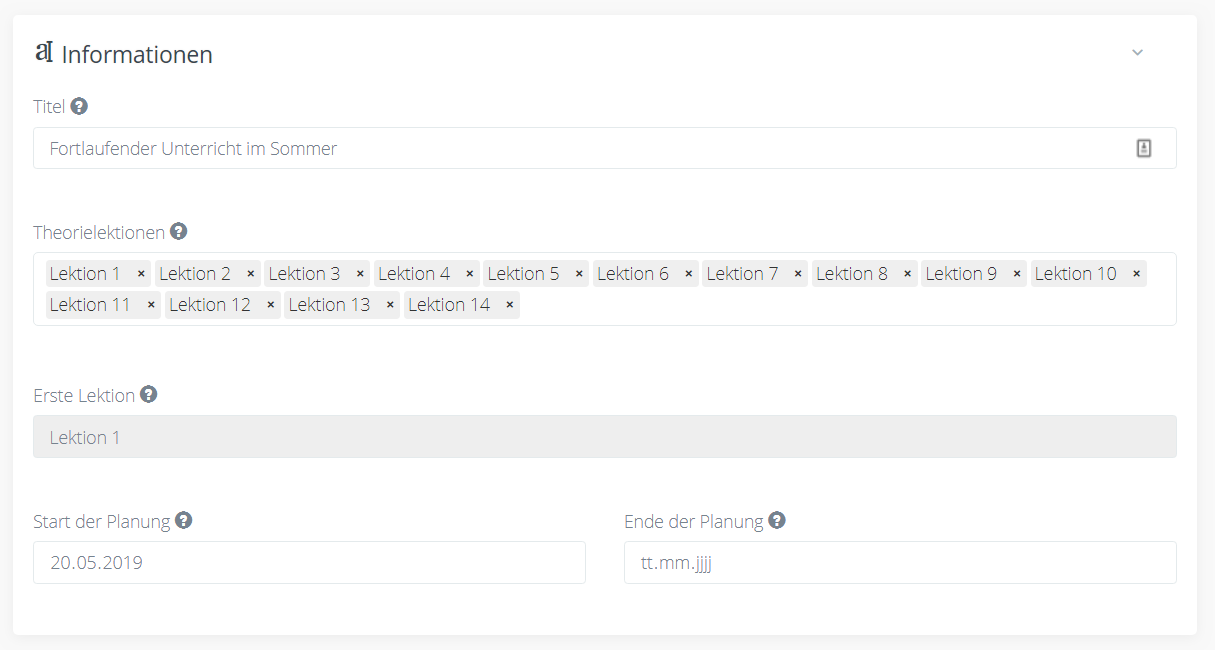 Informationen
Titel
Fortlaufender Unterricht im Sommer
Theorielektionen
Lektion 1 × Lektion 2 × Lektion 3 × Lektion 4 × Lektion 5 × Lektion 6 × Lektion 7 × Lektion 8 × Lektion 9 × Lektion 10 ×
Lektion 11 × Lektion 12 × Lektion 13 × Lektion 14 ×
Erste Lektion
Lektion 1
Start der Planung Ende der Planung
20.05.2019 tt.mm.jjjj